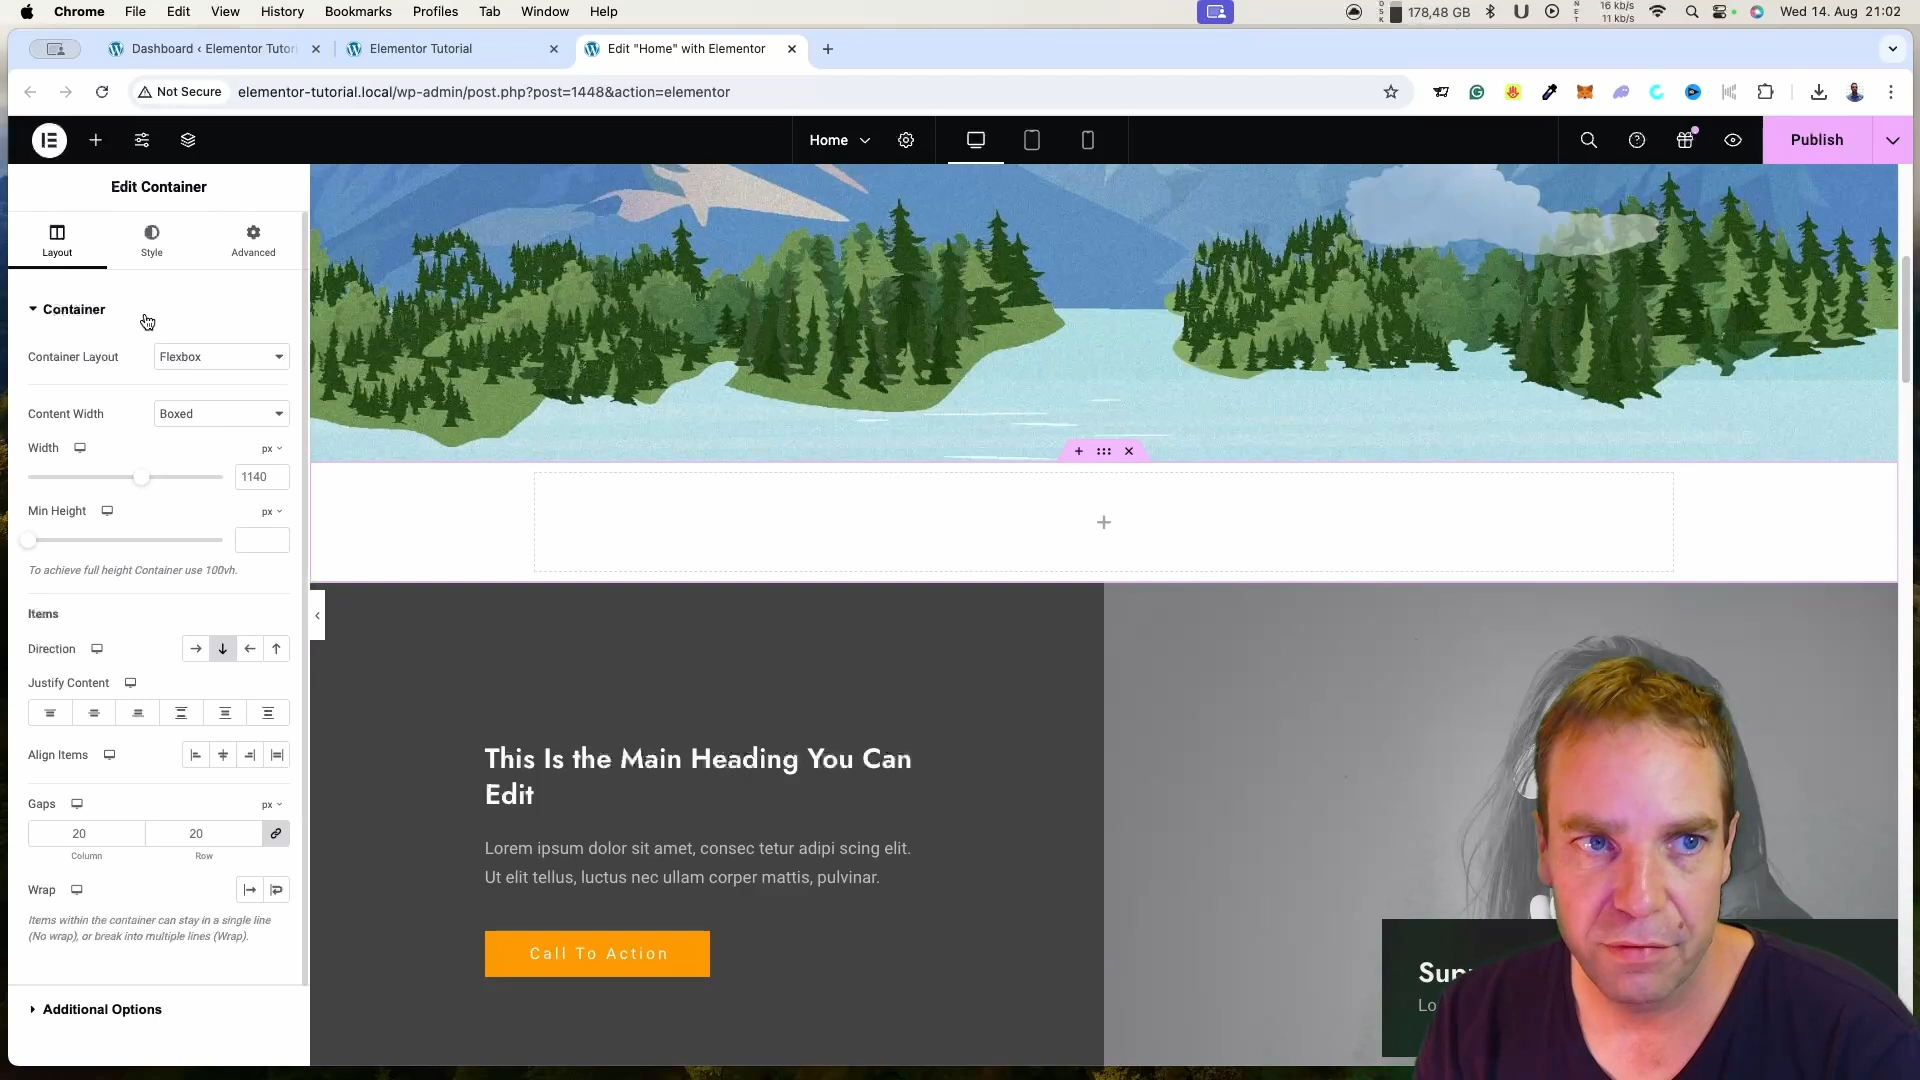 Chrome File Edit View History Bookmarks Profiles Tab Window Help
178,48 GB
16 kb/s
11 kb/s
Wed 14. Aug 21:02
Dashboard ‹ Elementor Tutori
Elementor Tutorial
Edit "Home" with Elementor
Not Secure
elementor-tutorial.local/wp-admin/post.php?post=1448&action=elementor
Home
Publish
Edit Container
Layout
Style
Advanced
Container
Container Layout
Flexbox
Content Width
Boxed
Width
px
1140
Min Height
px
To achieve full height Container use 100vh.
Items
Direction
Justify Content
Align Items
Gaps
px
20
20
Column
Row
Wrap
Items within the container can stay in a single line
(No wrap), or break into multiple lines (Wrap).
Additional Options
This Is the Main Heading You Can
Edit
Lorem ipsum dolor sit amet, consec tetur adipi scing elit.
Ut elit tellus, luctus nec ullam corper mattis, pulvinar.
Call To Action
Lo